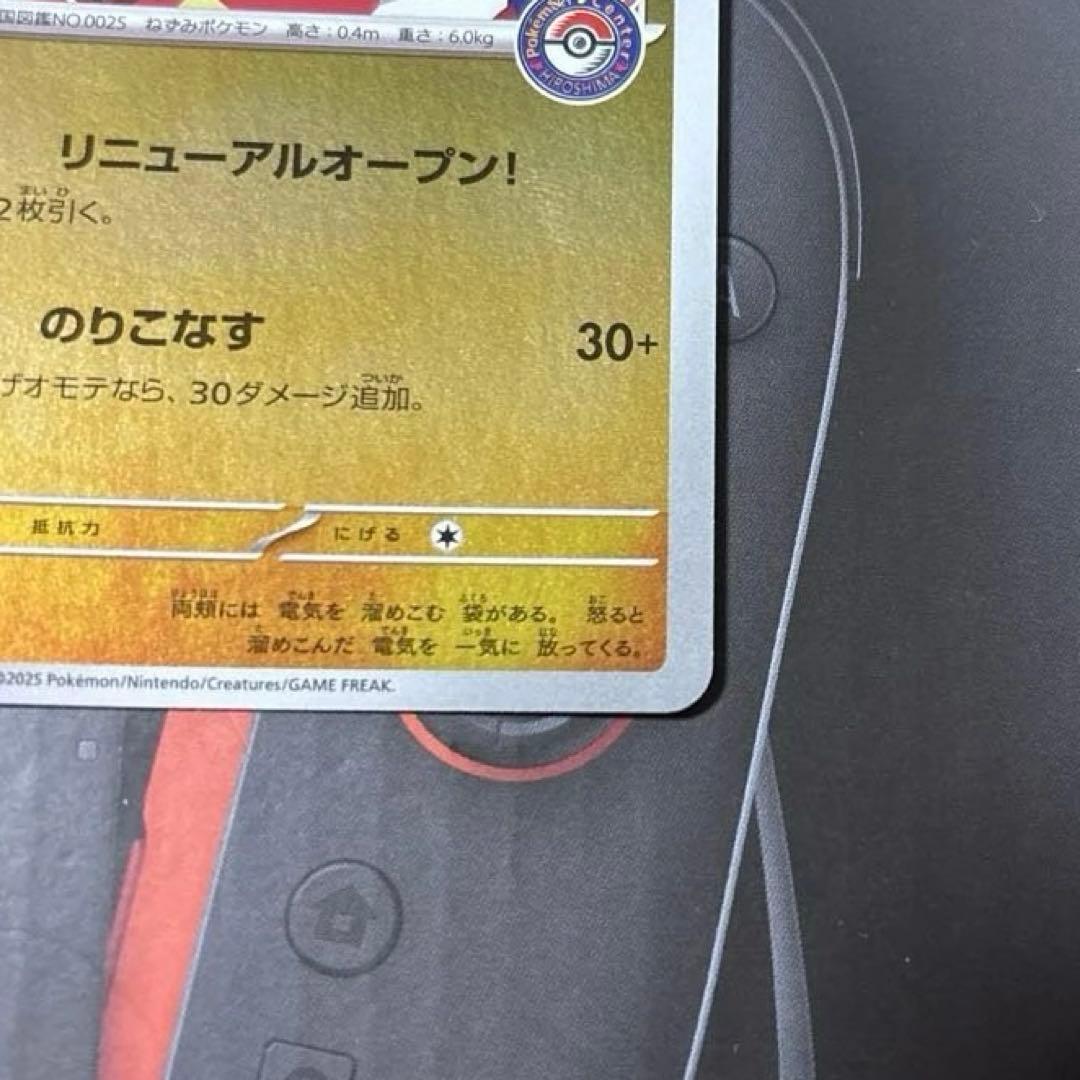 国図鑑NO.0025 ねずみポケモン 高さ:0.4m 重さ:6.0kg
Pokémon Center
HIROSHIMA
リニューアルオープン!
2枚引く。
のりこなす 30+
げオモテなら、30ダメージ追加。
抵抗力 にげる
両頬には 電気を 溜めこむ 袋がある。 怒ると
溜めこんだ 電気を 一気に 放ってくる。
©2025 Pokémon/Nintendo/Creatures/GAME FREAK.
A